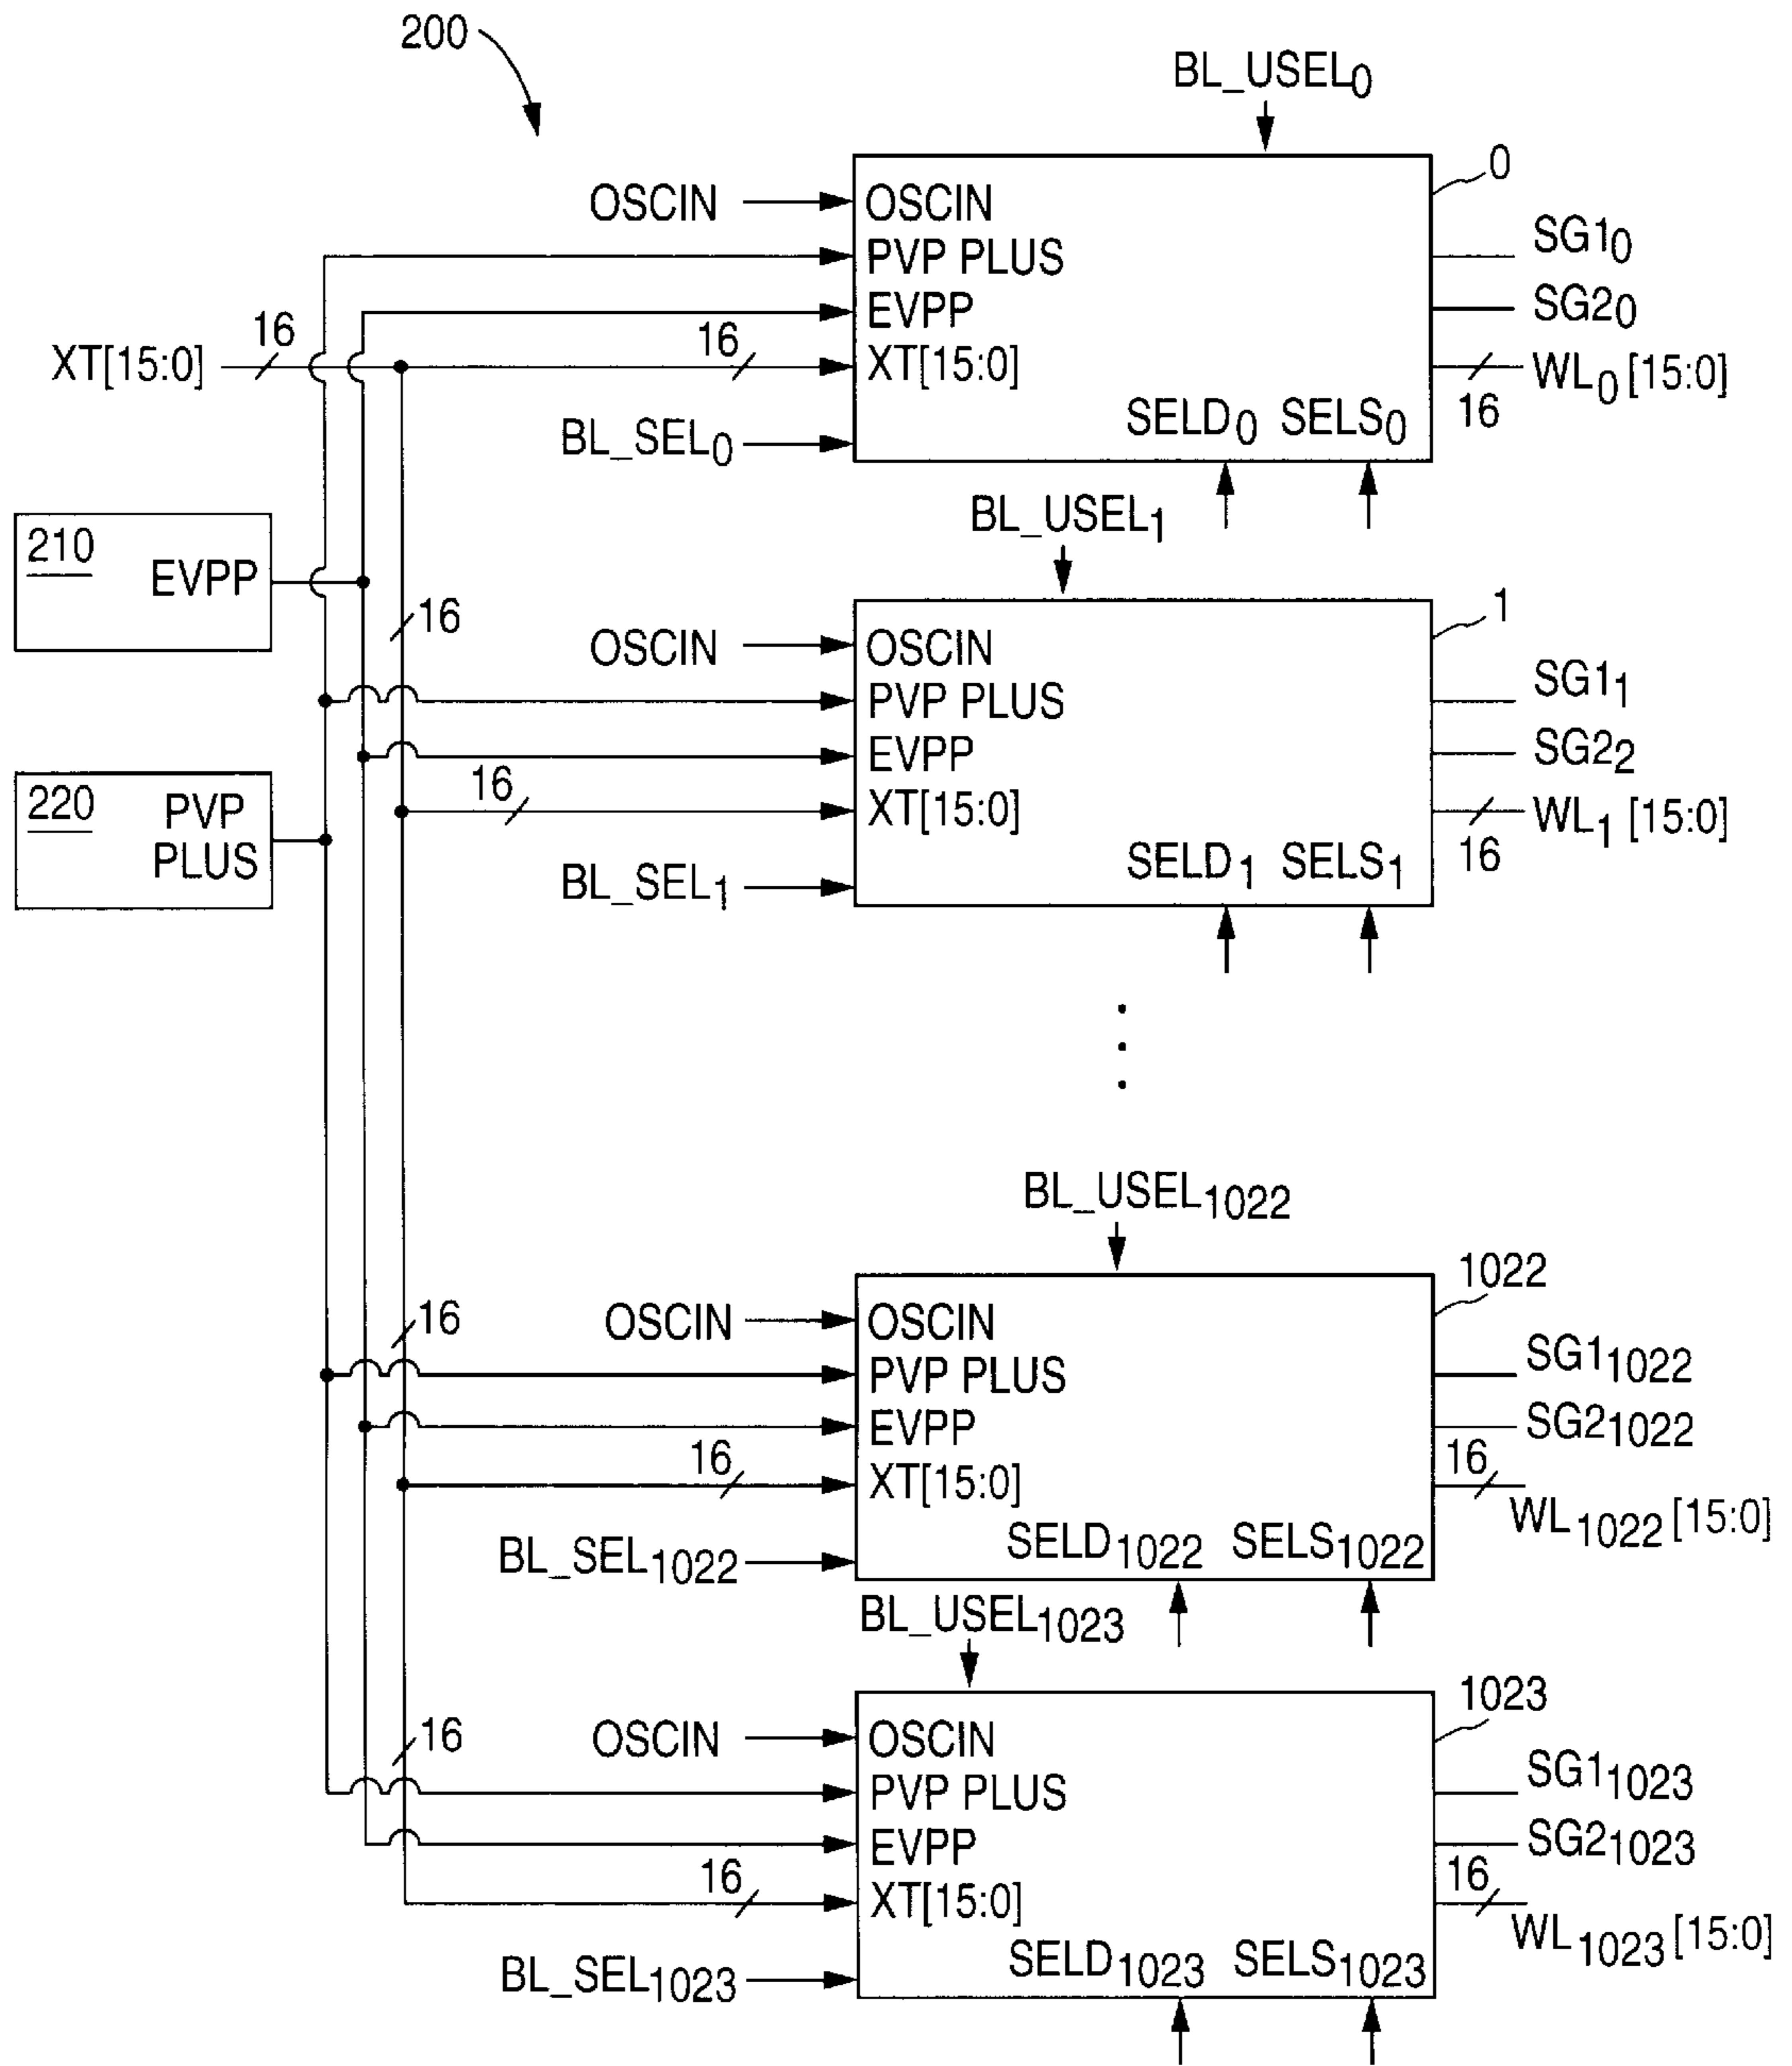 200
BL_USEL0
0
OSCIN
OSCIN
SG10
PVP PLUS
EVPP
SG20
XT[15:0]
16
16
XT[15:0]
WL0 [15:0]
16
BL_SEL0
SELD0
SELS0
BL_USEL1
210
EVPP
16
1
OSCIN
OSCIN
SG11
PVP PLUS
EVPP
SG22
220
PVP
PLUS
16
XT[15:0]
WL1 [15:0]
16
BL_SEL1
SELD1
SELS1
BL_USEL1022
1022
16
OSCIN
OSCIN
SG11022
PVP PLUS
EVPP
SG21022
16
XT[15:0]
16
WL1022 [15:0]
BL_SEL1022
SELD1022
SELS1022
BL_USEL1023
1023
16
OSCIN
OSCIN
SG11023
PVP PLUS
EVPP
SG21023
16
XT[15:0]
16
WL1023 [15:0]
BL_SEL1023
SELD1023
SELS1023